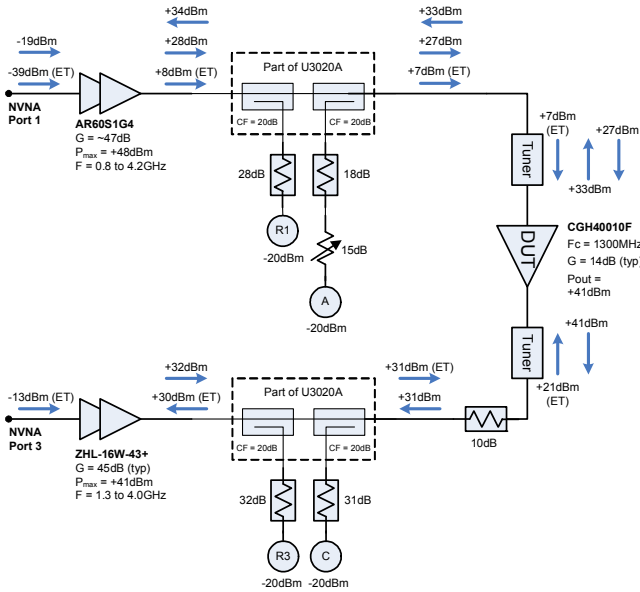 +34dBm
+33dBm
-19dBm
+28dBm
+27dBm
-39dBm (ET)
+8dBm (ET)
+7dBm (ET)
Part of U3020A
NVNA
Port 1
AR60S1G4
G = ~47dB
Pmax = +48dBm
F = 0.8 to 4.2GHz
CF = 20dB
CF = 20dB
28dB
18dB
R1
-20dBm
15dB
A
-20dBm
Tuner
+7dBm
(ET)
+27dBm
+33dBm
DUT
CGH40010F
Fc = 1300MHz
G = 14dB (typ)
Pout =
+41dBm
Tuner
+41dBm
+21dBm
(ET)
+32dBm
+31dBm (ET)
-13dBm (ET)
+30dBm (ET)
+31dBm
Part of U3020A
10dB
NVNA
Port 3
ZHL-16W-43+
G = 45dB (typ)
Pmax = +41dBm
F = 1.3 to 4.0GHz
CF = 20dB
CF = 20dB
32dB
31dB
R3
C
-20dBm
-20dBm